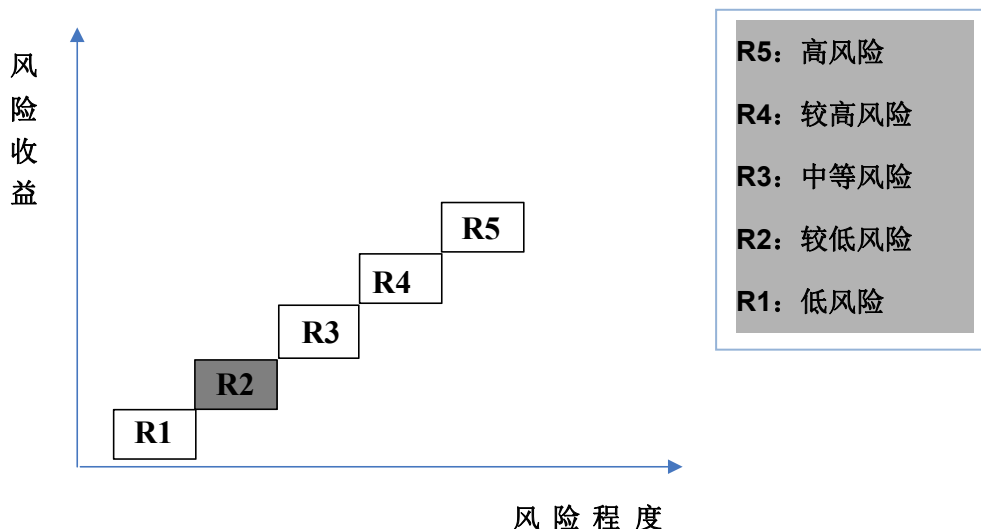 风险收益
R5
R4
R3
R2
R1
风 险 程 度
R5：高风险
R4：较高风险
R3：中等风险
R2：较低风险
R1：低风险